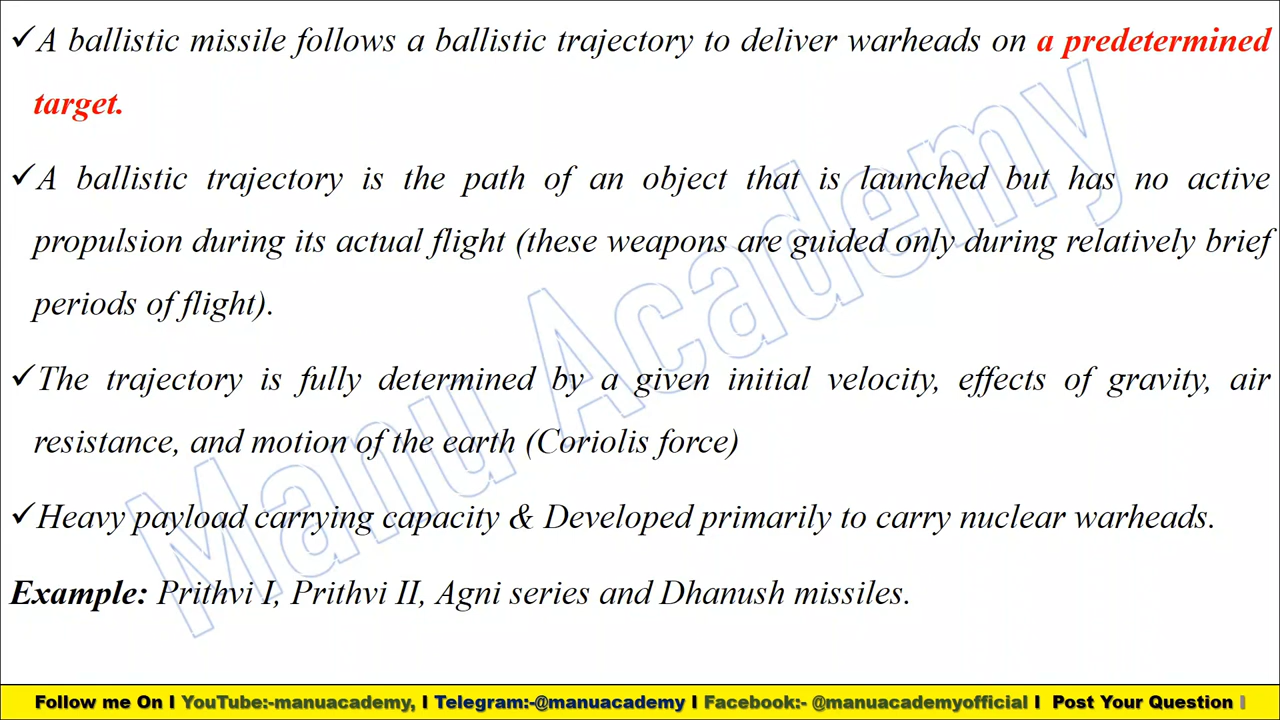 ✓A ballistic missile follows a ballistic trajectory to deliver warheads on a predetermined
target.
✓A ballistic trajectory is the path of an object that is launched but has no active
propulsion during its actual flight (these weapons are guided only during relatively brief
periods of flight).
✓The trajectory is fully determined by a given initial velocity, effects of gravity, air
resistance, and motion of the earth (Coriolis force)
✓Heavy payload carrying capacity & Developed primarily to carry nuclear warheads.
Example: Prithvi I, Prithvi II, Agni series and Dhanush missiles.
Manu Academy
Follow me On I YouTube:-manuacademy, I Telegram:-@manuacademy I Facebook:- @manuacademyofficial I Post Your Question I